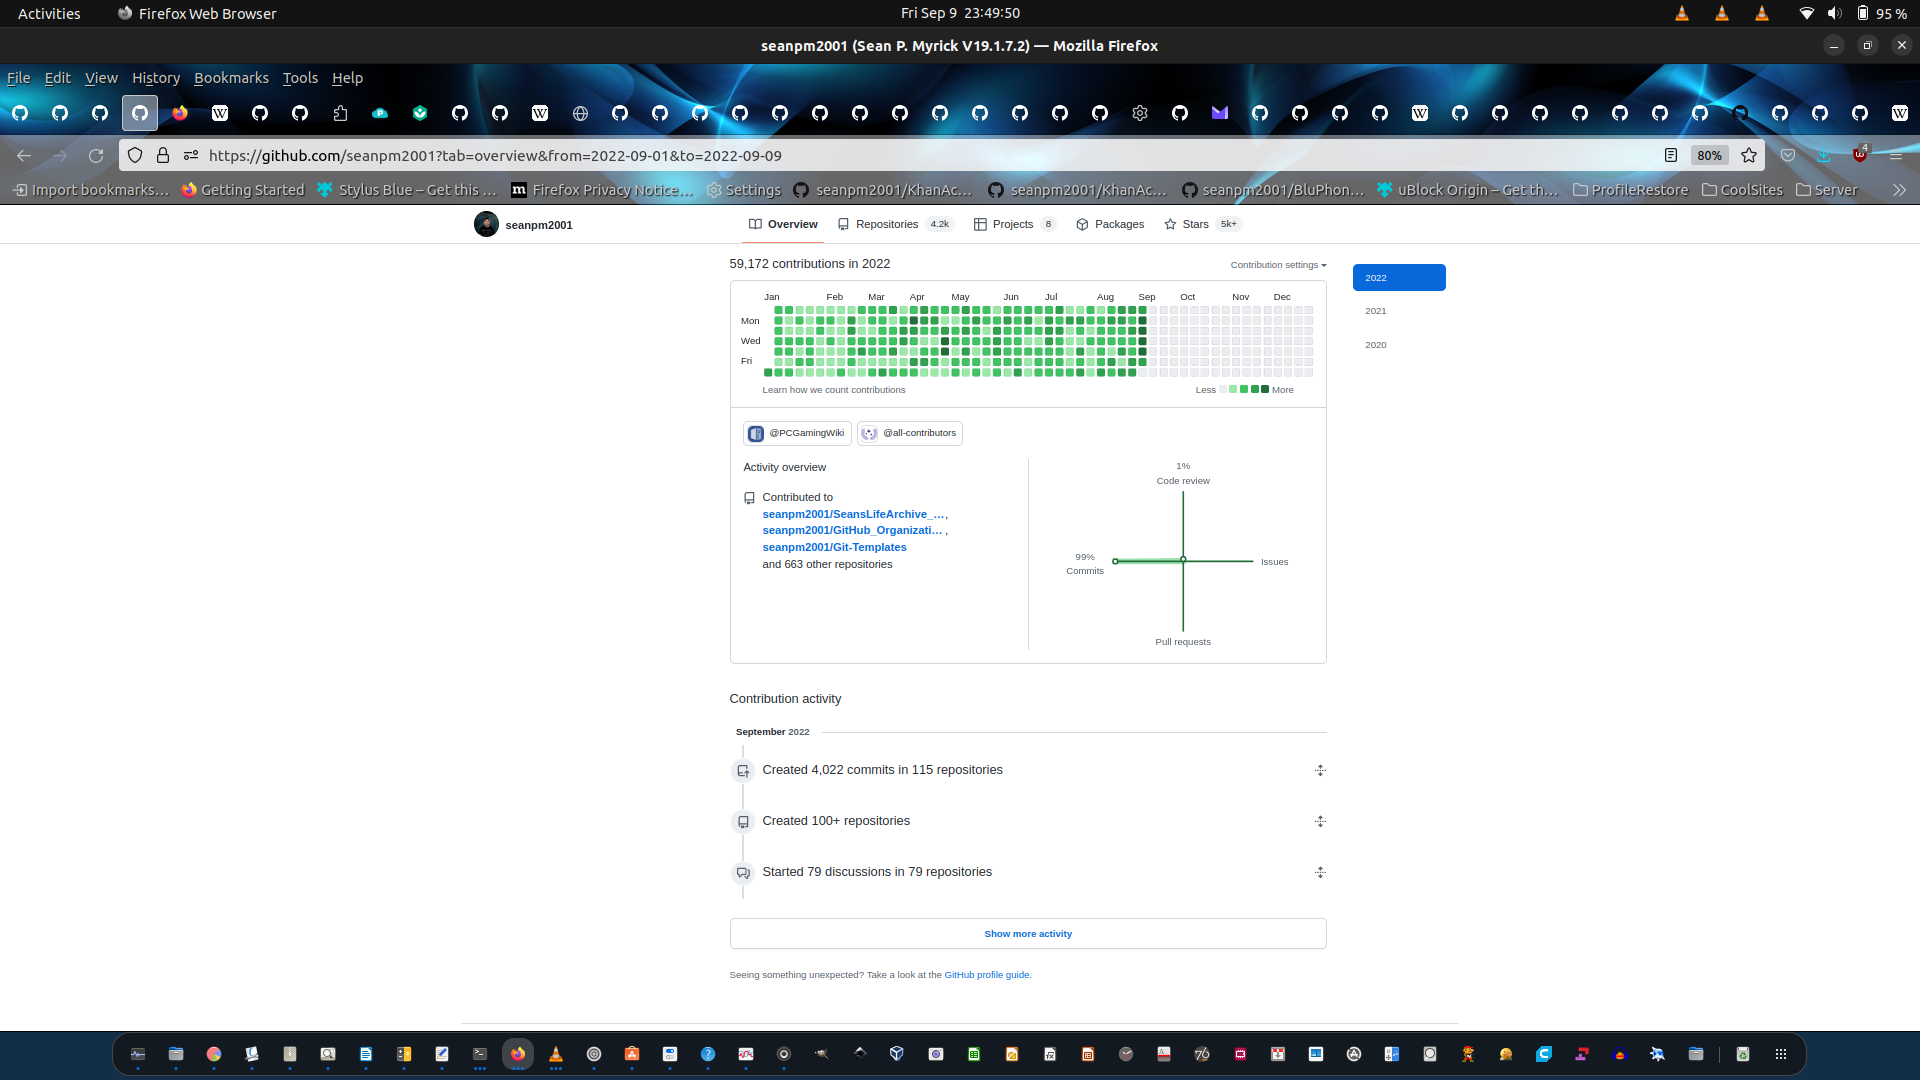 Activities Firefox Web Browser Fri Sep 9 23:49:50 95 %
seanpm2001 (Sean P. Myrick V19.1.7.2) — Mozilla Firefox
File Edit View History Bookmarks Tools Help
https://github.com/seanpm2001?tab=overview&from=2022-09-01&to=2022-09-09 80% 4
Import bookmarks... Getting Started Stylus Blue – Get this ... Firefox Privacy Notice... Settings seanpm2001/KhanAc... seanpm2001/KhanAc... seanpm2001/BluPhon... uBlock Origin – Get th... ProfileRestore CoolSites Server
seanpm2001 Overview Repositories 4.2k Projects 8 Packages Stars 5k+
59,172 contributions in 2022 Contribution settings
2022
2021
2020
Jan Feb Mar Apr May Jun Jul Aug Sep Oct Nov Dec
Mon
Wed
Fri
Learn how we count contributions Less More
@PCGamingWiki @all-contributors
Activity overview
Contributed to
seanpm2001/SeansLifeArchive_...,
seanpm2001/GitHub_Organizati... ,
seanpm2001/Git-Templates
and 663 other repositories
1%
Code review
99%
Commits
Issues
Pull requests
Contribution activity
September 2022
Created 4,022 commits in 115 repositories
Created 100+ repositories
Started 79 discussions in 79 repositories
Show more activity
Seeing something unexpected? Take a look at the GitHub profile guide.